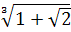 ∛(1 + √2)